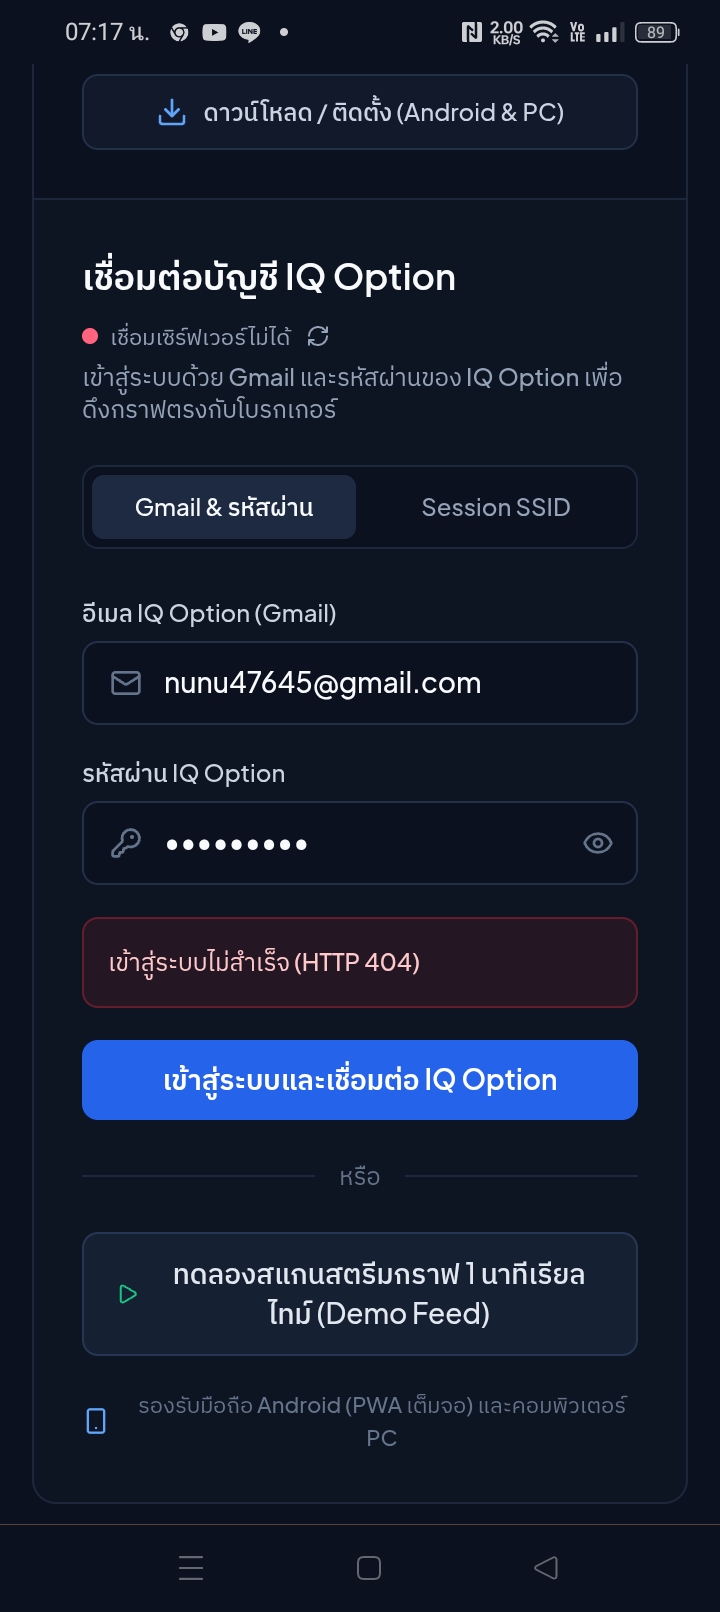 07:17 น.
LINE
2.00
KB/S
Vo
LTE
89
ดาวน์โหลด / ติดตั้ง (Android & PC)
เชื่อมต่อบัญชี IQ Option
เชื่อมเซิร์ฟเวอร์ไม่ได้
เข้าสู่ระบบด้วย Gmail และรหัสผ่านของ IQ Option เพื่อ
ดึงกราฟตรงกับโบรกเกอร์
Gmail & รหัสผ่าน
Session SSID
อีเมล IQ Option (Gmail)
nunu47645@gmail.com
รหัสผ่าน IQ Option
•••••••••
เข้าสู่ระบบไม่สำเร็จ (HTTP 404)
เข้าสู่ระบบและเชื่อมต่อ IQ Option
หรือ
ทดลองสแกนสตรีมกราฟ 1 นาทีเรียล
ไทม์ (Demo Feed)
รองรับมือถือ Android (PWA เต็มจอ) และคอมพิวเตอร์
PC